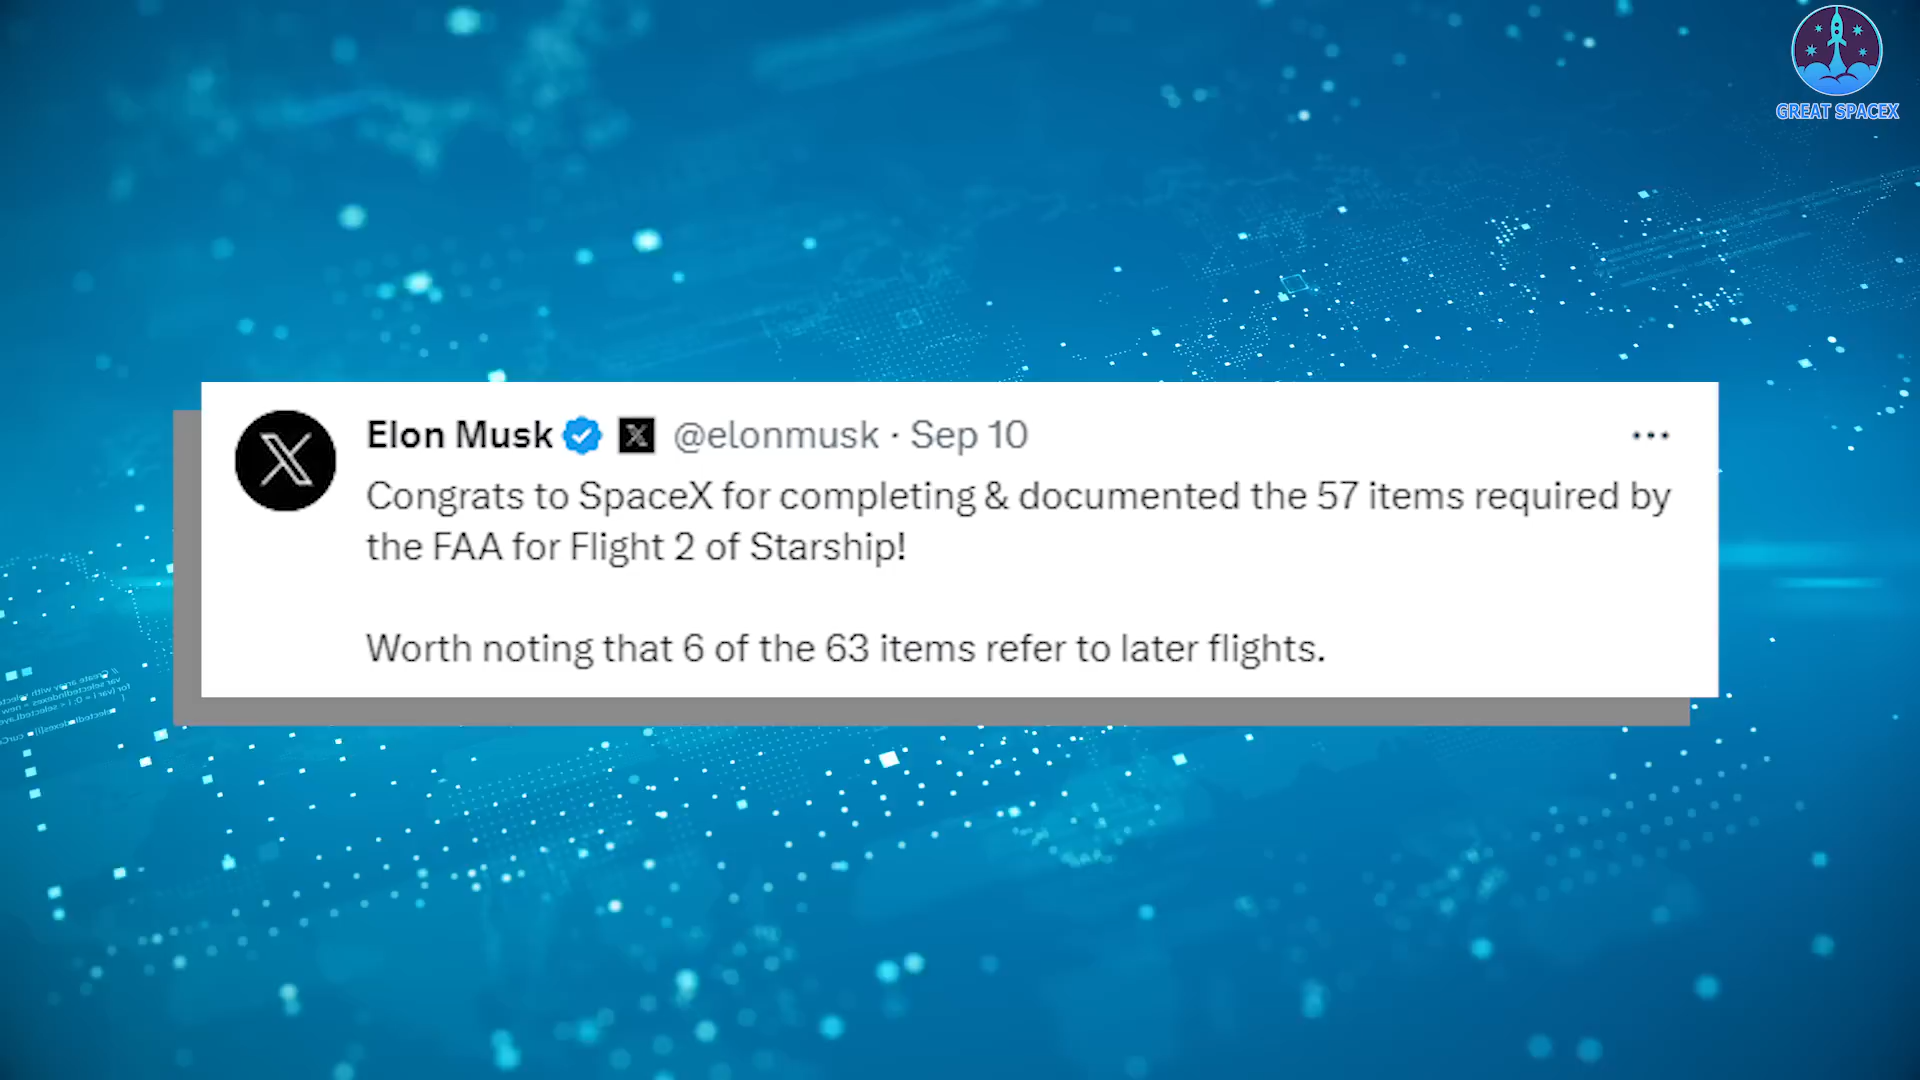 GREAT SPACEX
Elon Musk @elonmusk · Sep 10
Congrats to SpaceX for completing & documented the 57 items required by
the FAA for Flight 2 of Starship!
Worth noting that 6 of the 63 items refer to later flights.